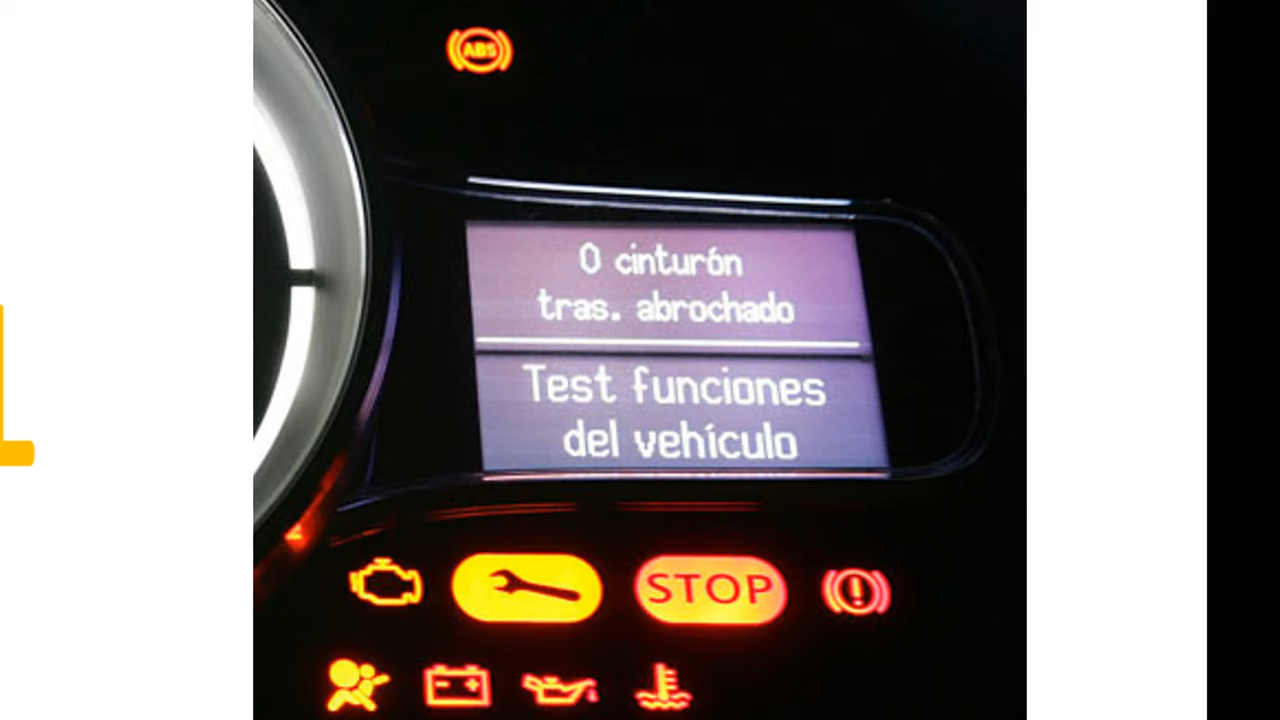 ABS
0 cinturón
tras. abrochado
Test funciones
del vehículo
STOP